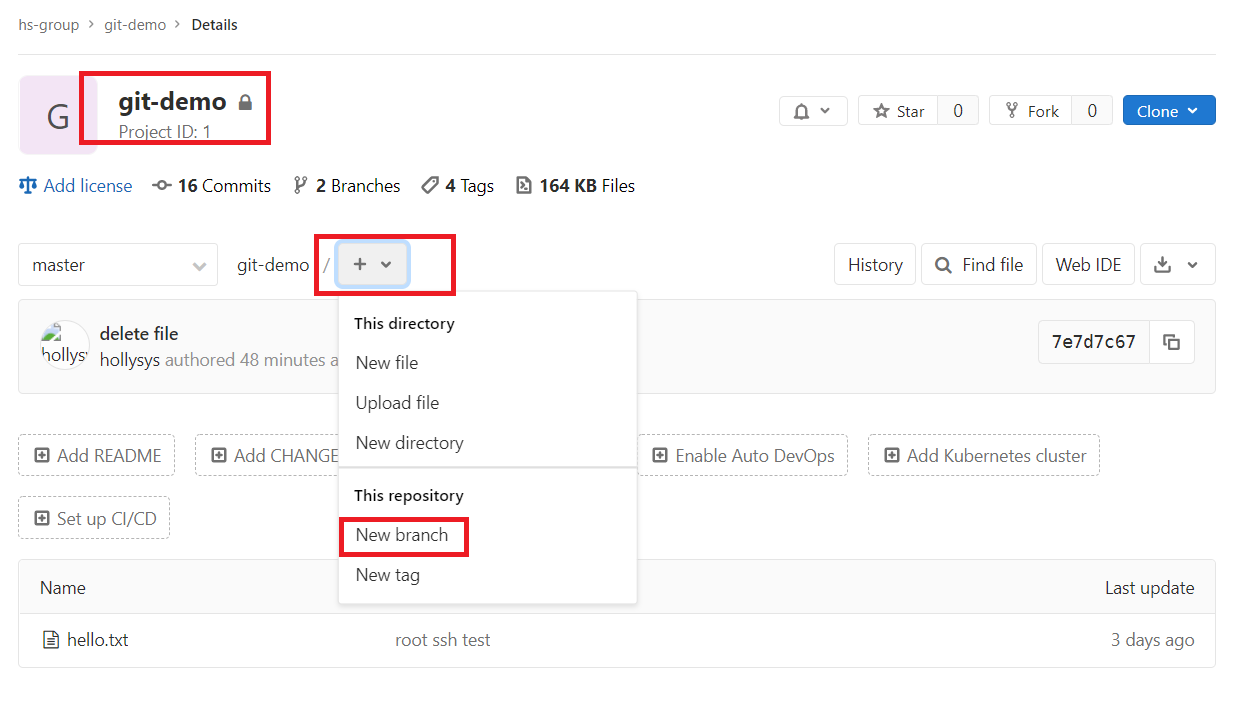 hs-group > git-demo > Details
G
git-demo
Project ID: 1
Star 0 Fork 0 Clone
Add license 16 Commits 2 Branches 4 Tags 164 KB Files
master git-demo / + History Find file Web IDE
This directory
New file
Upload file
New directory
This repository
New branch
New tag
delete file
hollysys authored 48 minutes a
hollys
7e7d7c67
Add README Add CHANGE Enable Auto DevOps Add Kubernetes cluster
Set up CI/CD
Name Last update
hello.txt root ssh test 3 days ago